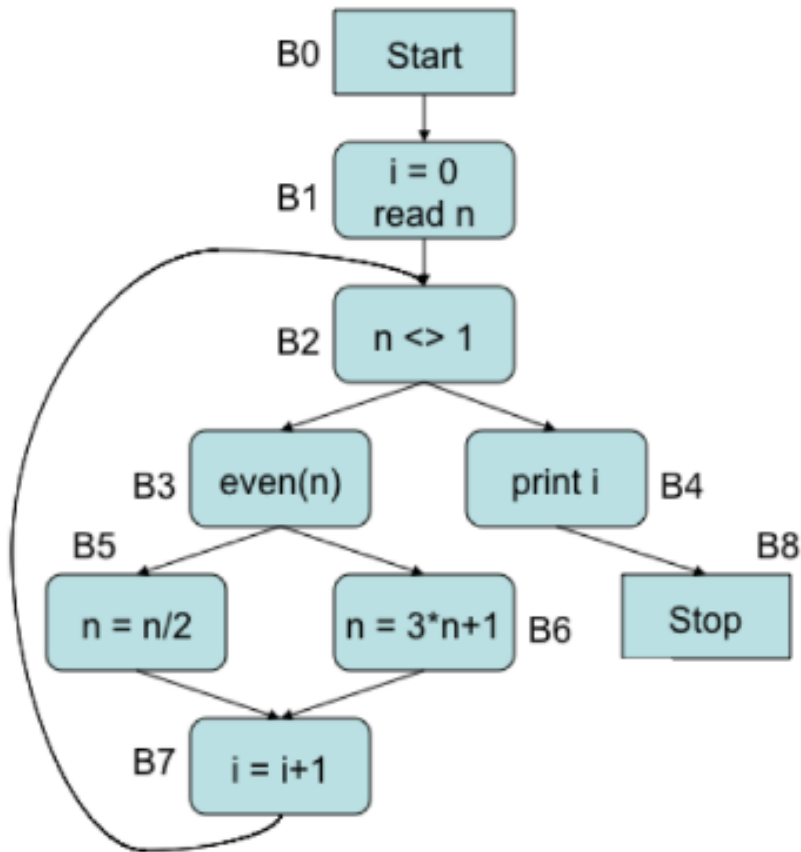 B0
Start
B1
i = 0
read n
B2
n <> 1
B3
even(n)
print i
B4
B5
B8
n = n/2
n = 3*n+1
B6
Stop
B7
i = i+1